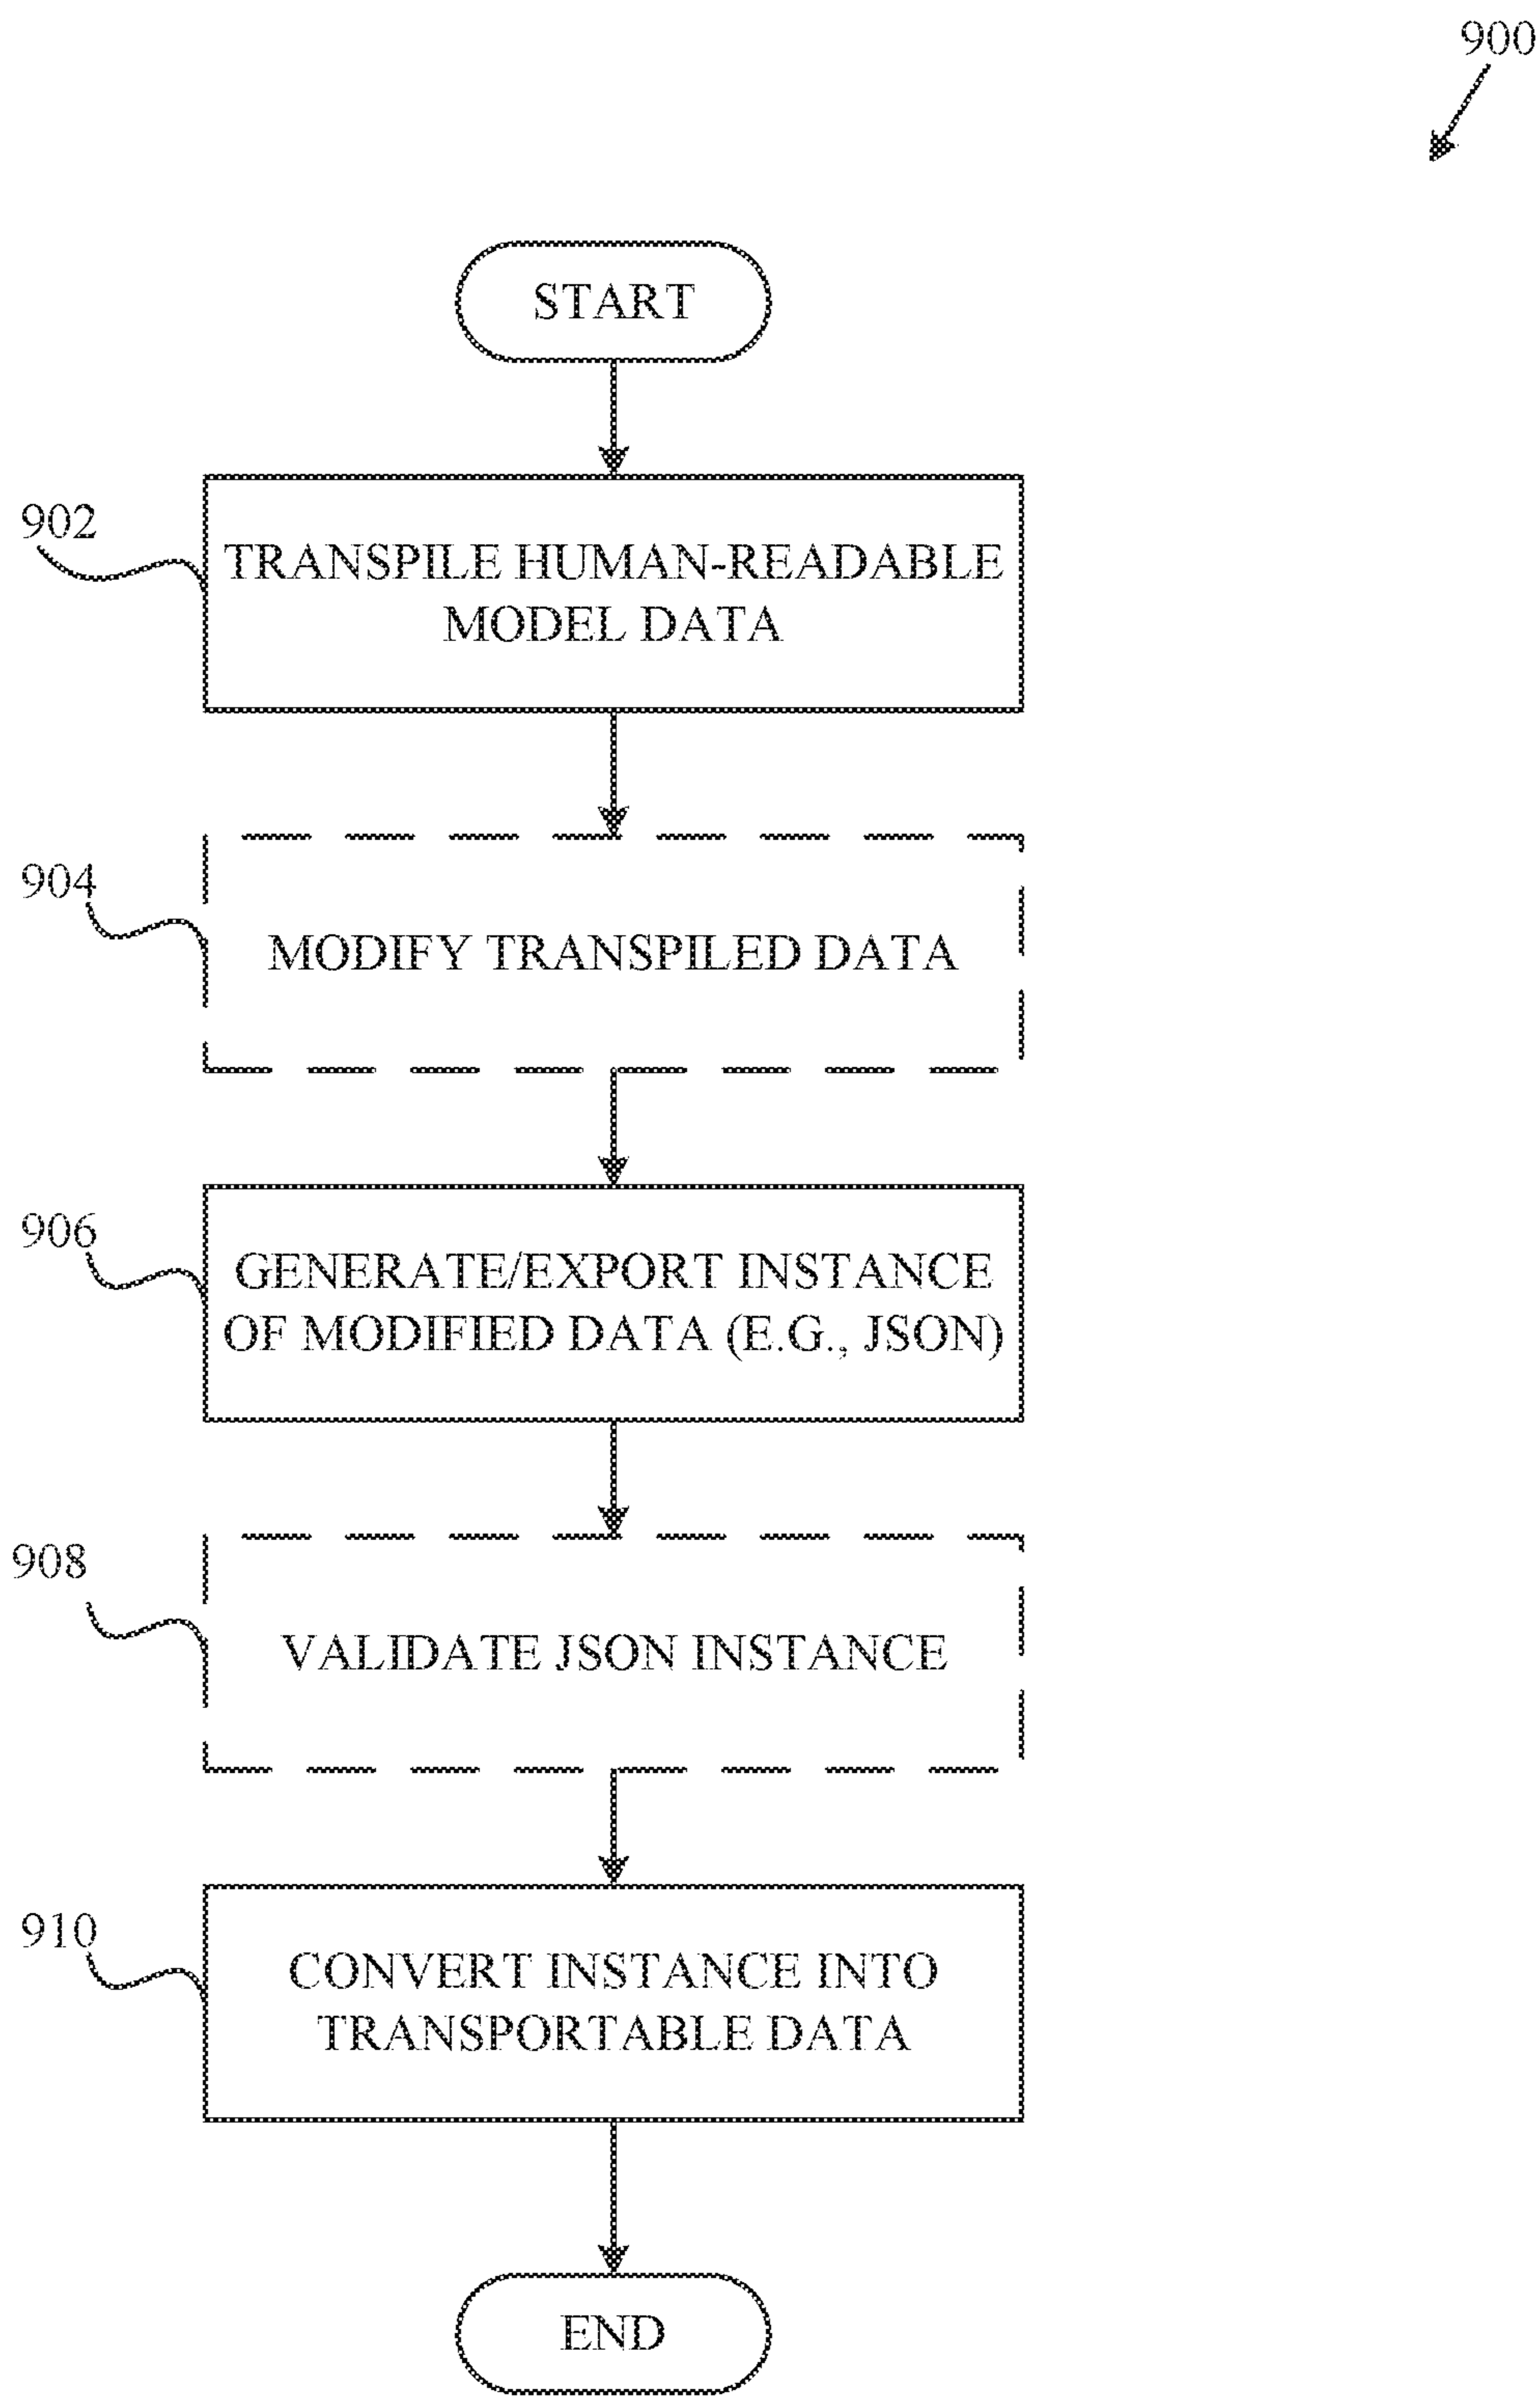 900
START
902
TRANSPILE HUMAN-READABLE
MODEL DATA
904
MODIFY TRANSPILED DATA
906
GENERATE/EXPORT INSTANCE
OF MODIFIED DATA (E.G., JSON)
908
VALIDATE JSON INSTANCE
910
CONVERT INSTANCE INTO
TRANSPORTABLE DATA
END